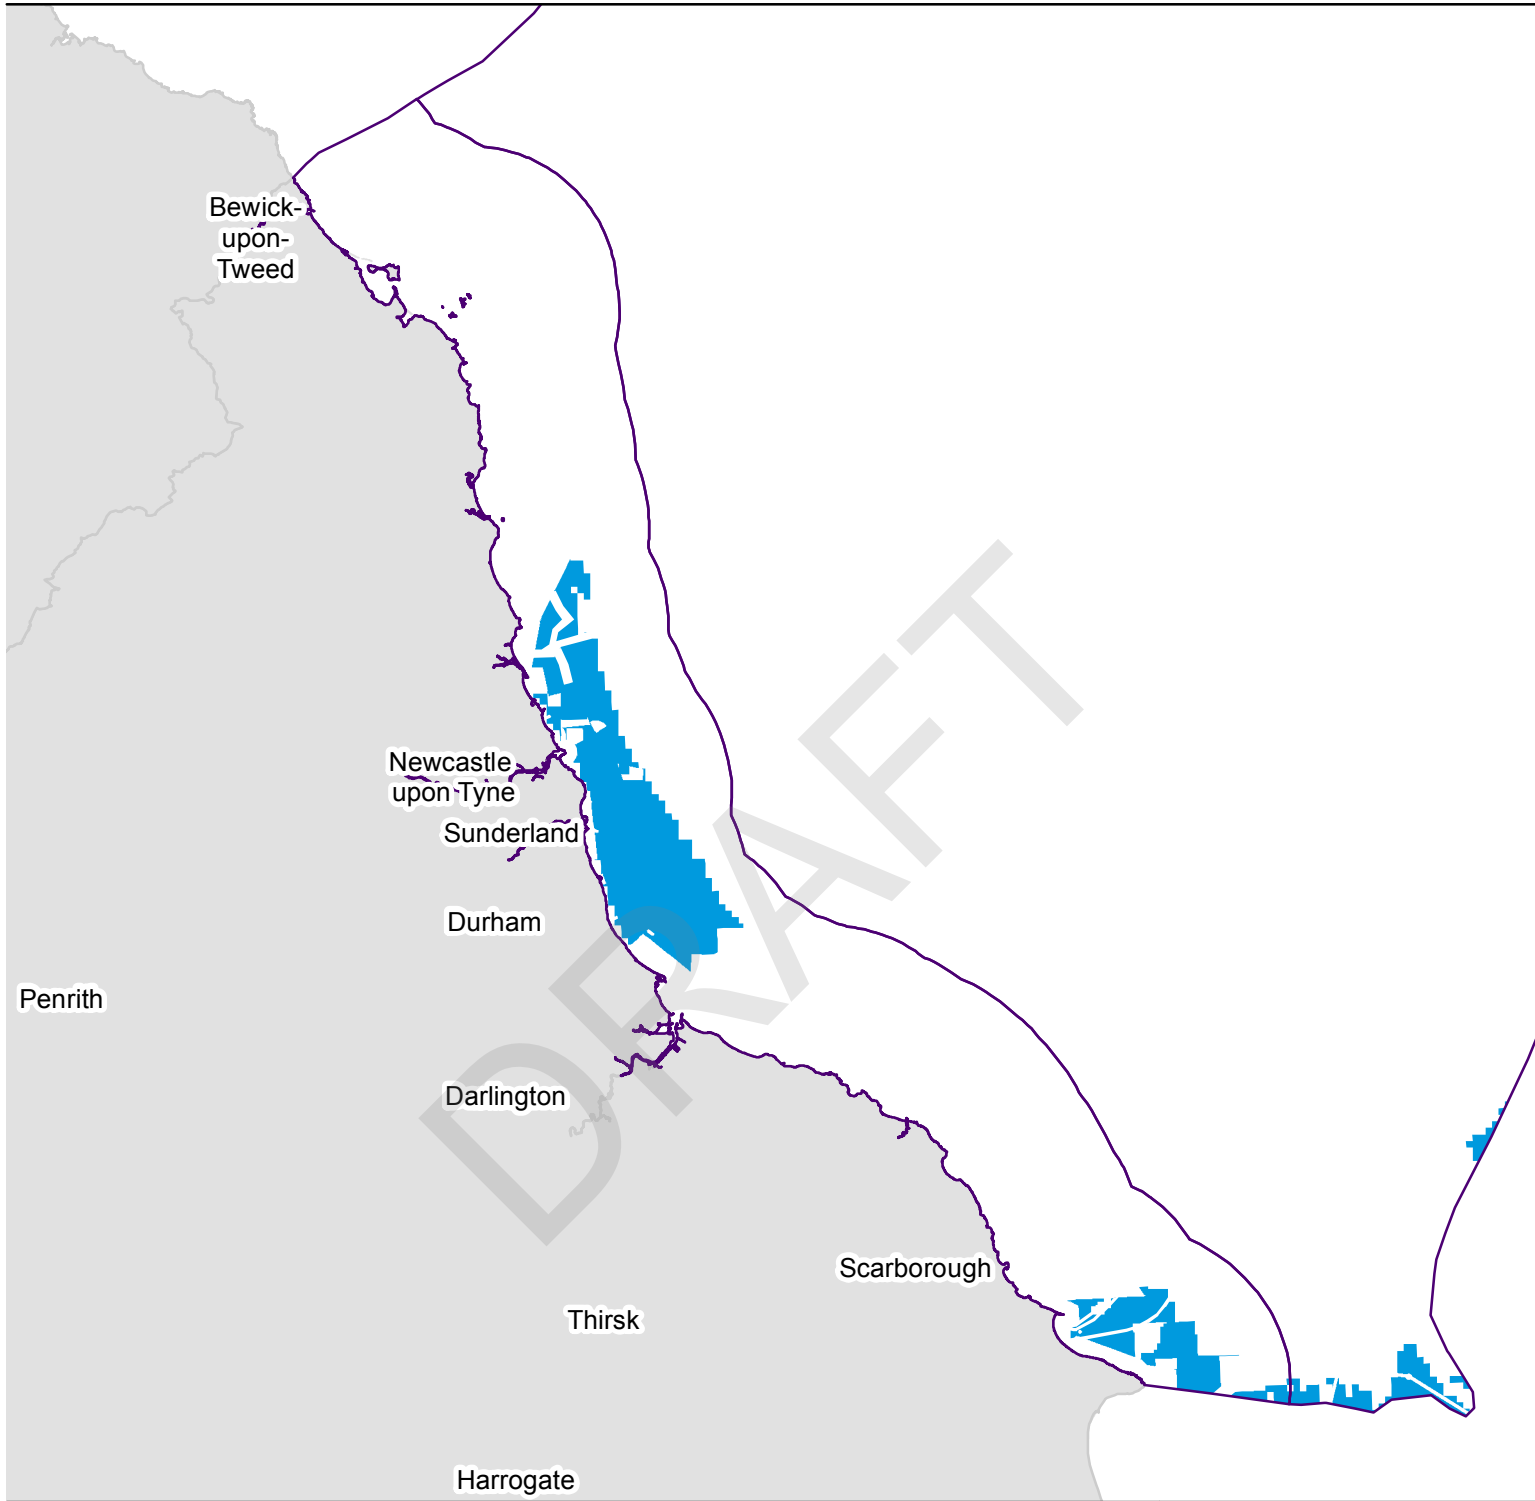 Bewick-
upon-
Tweed
Newcastle
upon Tyne
Sunderland
Durham
Penrith
Darlington
Scarborough
Thirsk
Harrogate
DRAFT